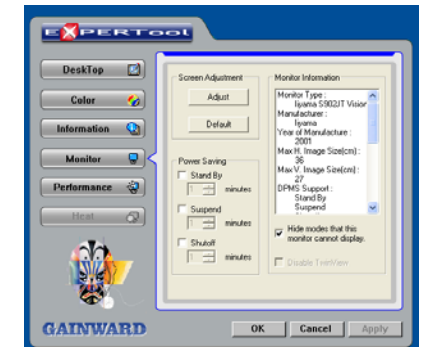 EXPERTOOL
DeskTop
Color
Information
Monitor
Performance
Heat
GAINWARD
Screen Adjustment
Adjust
Default
Power Saving
Stand By
1 minutes
Suspend
1 minutes
Shutoff
1 minutes
Monitor Information
Monitor Type :
Iiyama S902JT Vision
Manufacturer :
Iiyama
Year of Manufacture :
2001
Max H. Image Size(cm) :
36
Max V. Image Size(cm) :
27
DPMS Support :
Stand By
Suspend
Hide modes that this
monitor cannot display.
Disable TwinView
OK
Cancel
Apply